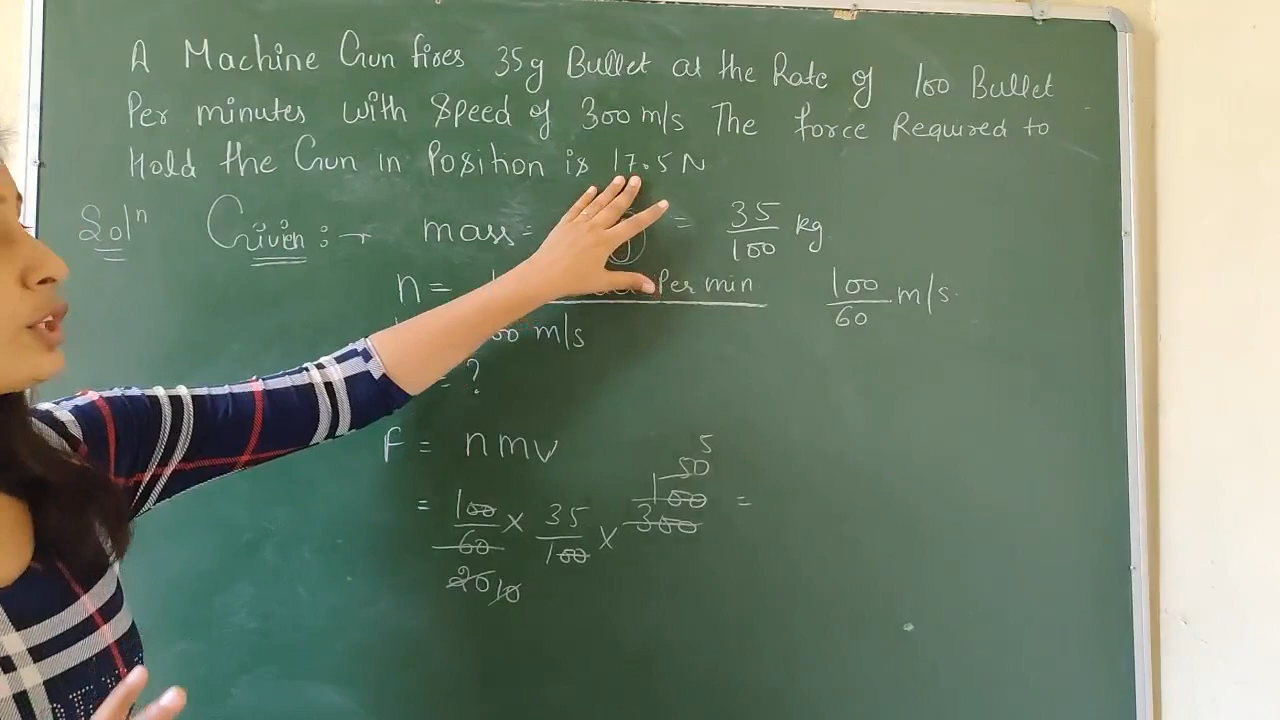 A Machine Gun fires 35g Bullet at the Rate of 100 Bullet
Per minutes with Speed of 300 m/s The force Required to
Hold the Gun in Position is 17.5 N
Solⁿ Given :→ mass = = 35/100 kg
n = Per min 100/60 m/s.
m/s
= ?
F = nmv
= 100/60 × 35/100 × 300 =
20 10
100 50 5